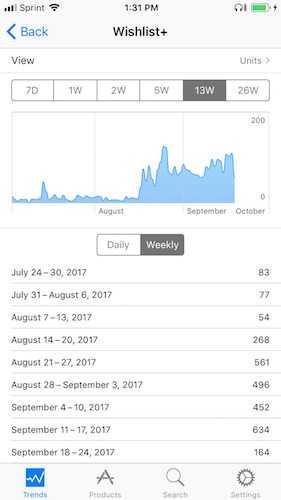 Sprint 1:31 PM
Back Wishlist+
View Units
7D 1W 2W 5W 13W 26W
200
0
August September October
Daily Weekly
July 24 – 30, 2017 83
July 31 – August 6, 2017 77
August 7 – 13, 2017 54
August 14 – 20, 2017 268
August 21 – 27, 2017 561
August 28 – September 3, 2017 496
September 4 – 10, 2017 452
September 11 – 17, 2017 634
September 18 – 24, 2017 164
Trends Products Search Settings